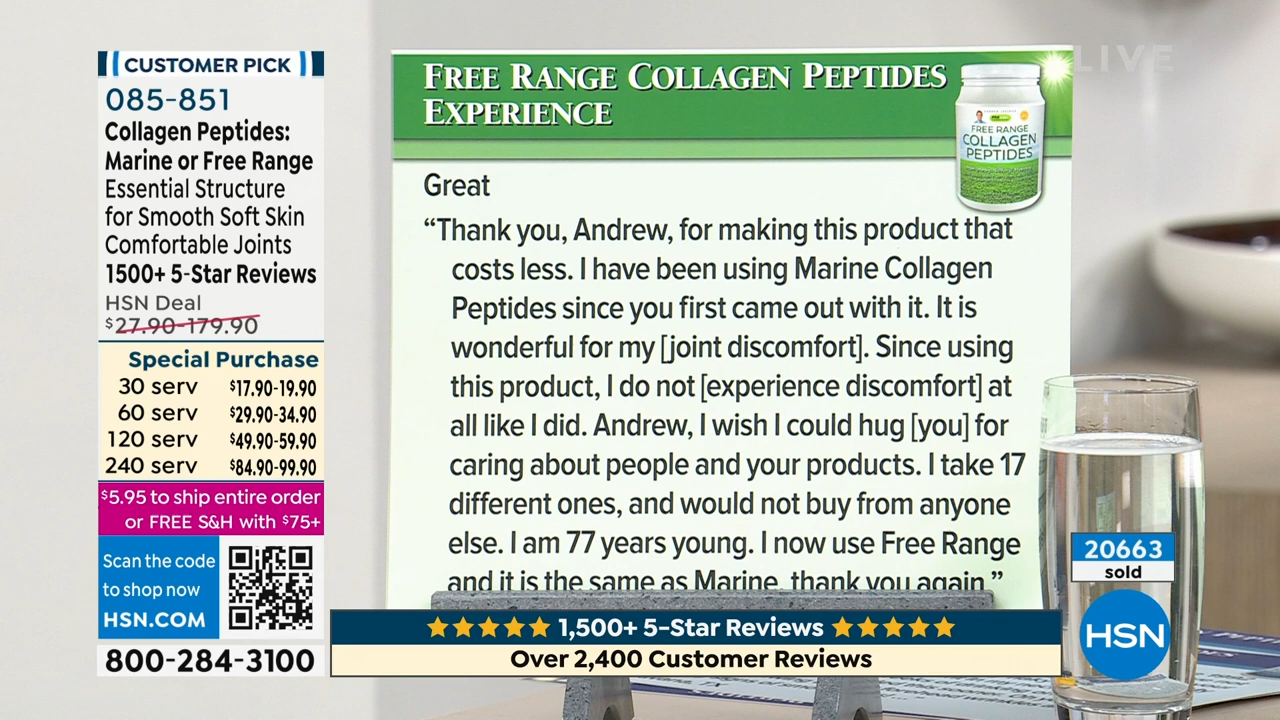 LIVE
CUSTOMER PICK
085-851
Collagen Peptides:
Marine or Free Range
Essential Structure
for Smooth Soft Skin
Comfortable Joints
1500+ 5-Star Reviews
HSN Deal
$27.90-179.90
Special Purchase
30 serv $17.90-19.90
60 serv $29.90-34.90
120 serv $49.90-59.90
240 serv $84.90-99.90
$5.95 to ship entire order
or FREE S&H with $75+
Scan the code
to shop now
HSN.COM
800-284-3100
FREE RANGE COLLAGEN PEPTIDES
EXPERIENCE
FREE RANGE
COLLAGEN
PEPTIDES
Great
“Thank you, Andrew, for making this product that
costs less. I have been using Marine Collagen
Peptides since you first came out with it. It is
wonderful for my [joint discomfort]. Since using
this product, I do not [experience discomfort] at
all like I did. Andrew, I wish I could hug [you] for
caring about people and your products. I take 17
different ones, and would not buy from anyone
else. I am 77 years young. I now use Free Range
and it is the same as Marine, thank you again.”
20663
sold
HSN
1,500+ 5-Star Reviews
Over 2,400 Customer Reviews